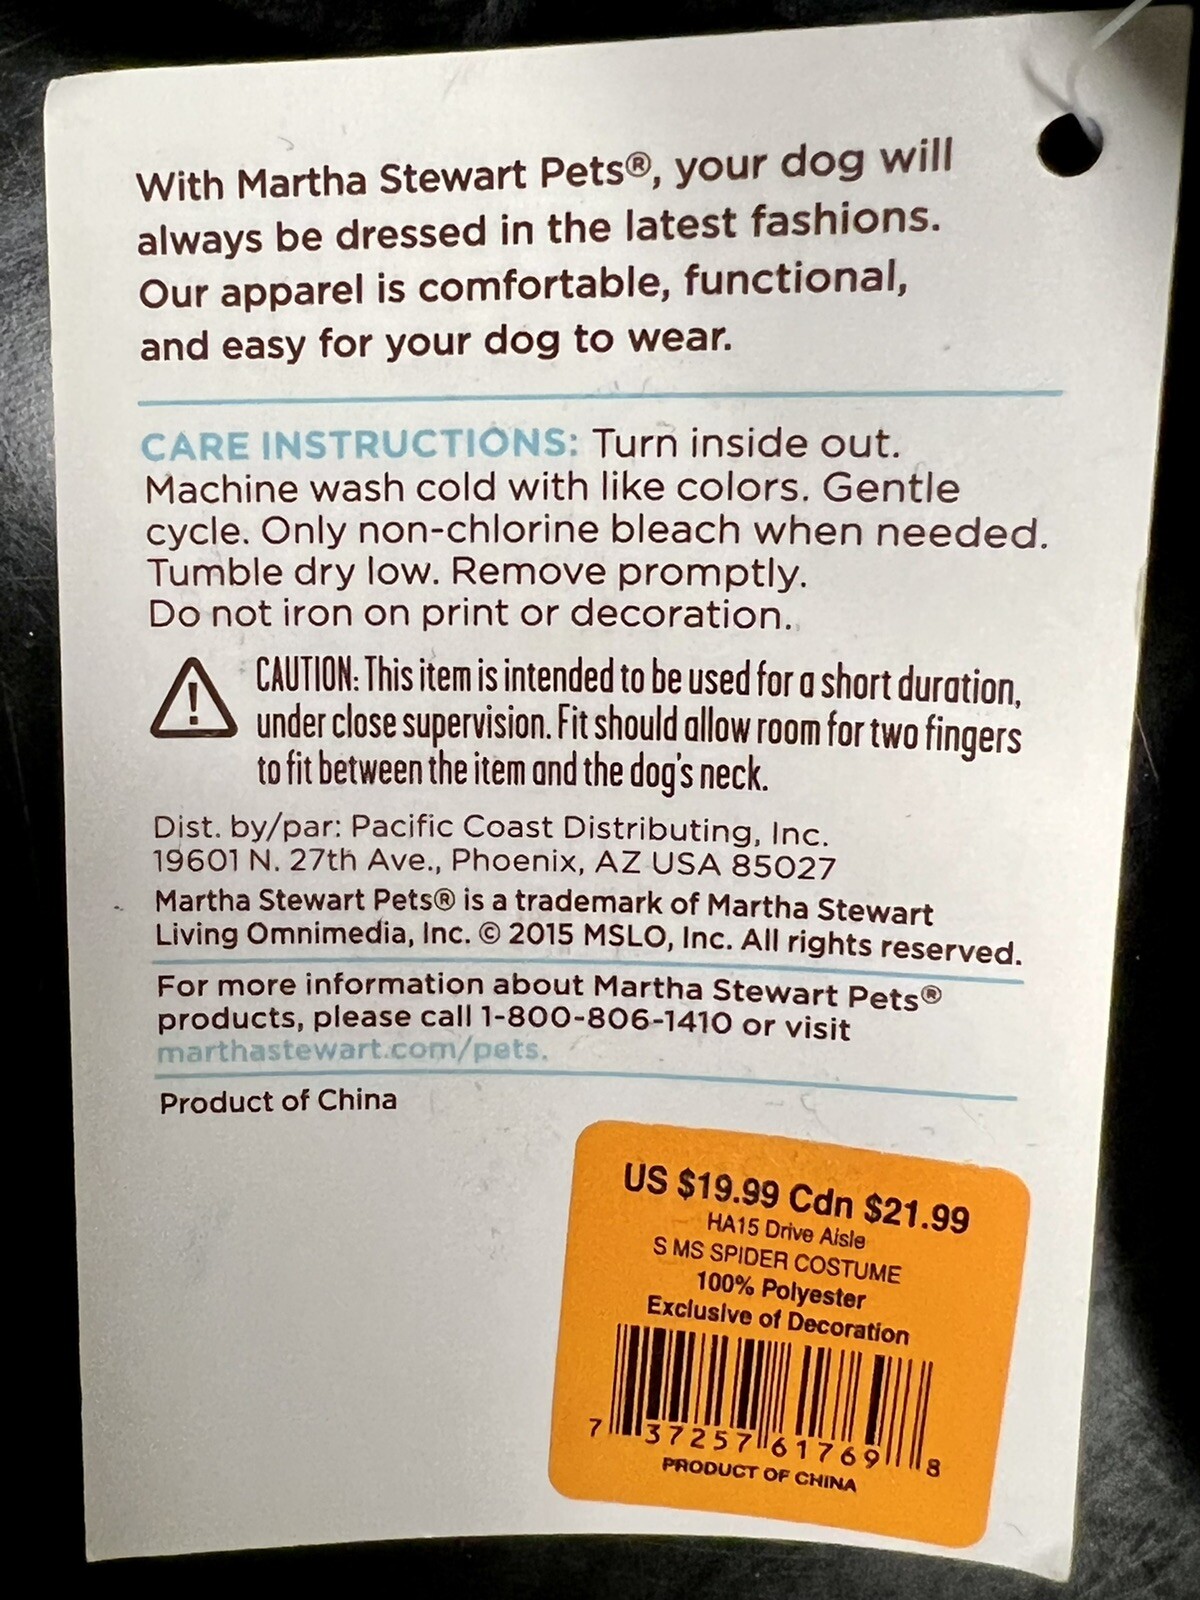 With Martha Stewart Pets®, your dog will
always be dressed in the latest fashions.
Our apparel is comfortable, functional,
and easy for your dog to wear.
CARE INSTRUCTIONS: Turn inside out.
Machine wash cold with like colors. Gentle
cycle. Only non-chlorine bleach when needed.
Tumble dry low. Remove promptly.
Do not iron on print or decoration.
CAUTION: This item is intended to be used for a short duration,
under close supervision. Fit should allow room for two fingers
to fit between the item and the dog's neck.
Dist. by/par: Pacific Coast Distributing, Inc.
19601 N. 27th Ave., Phoenix, AZ USA 85027
Martha Stewart Pets® is a trademark of Martha Stewart
Living Omnimedia, Inc. © 2015 MSLO, Inc. All rights reserved.
For more information about Martha Stewart Pets®
products, please call 1-800-806-1410 or visit
marthastewart.com/pets.
Product of China
US $19.99 Cdn $21.99
HA15 Drive Aisle
S MS SPIDER COSTUME
100% Polyester
Exclusive of Decoration
7 37257 61769 8
PRODUCT OF CHINA